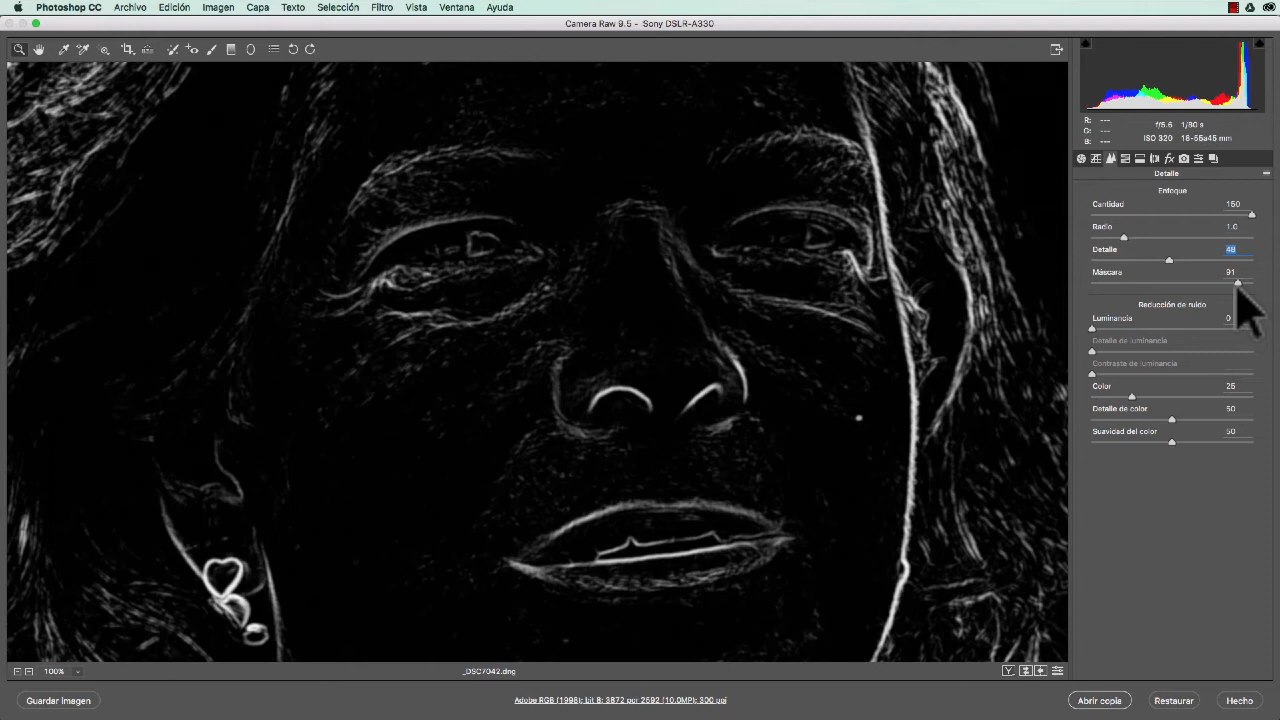 Photoshop CC Archivo Edición Imagen Capa Texto Selección Filtro Vista Ventana Ayuda
Camera Raw 9.5 - Sony DSLR-A330
R: ---
G: ---
B: ---
f/5.6 1/80 s
ISO 320 18-55a45 mm
Detalle
Enfoque
Cantidad 150
Radio 1.0
Detalle 48
Máscara 91
Reducción de ruido
Luminancia 0
Detalle de luminancia
Contraste de luminancia
Color 25
Detalle de color 50
Suavidad del color 50
100%
_DSC7042.dng
Y
Guardar imagen
Adobe RGB (1998); bit 8; 3872 por 2592 (10.0MP); 300 ppi
Abrir copia Restaurar Hecho